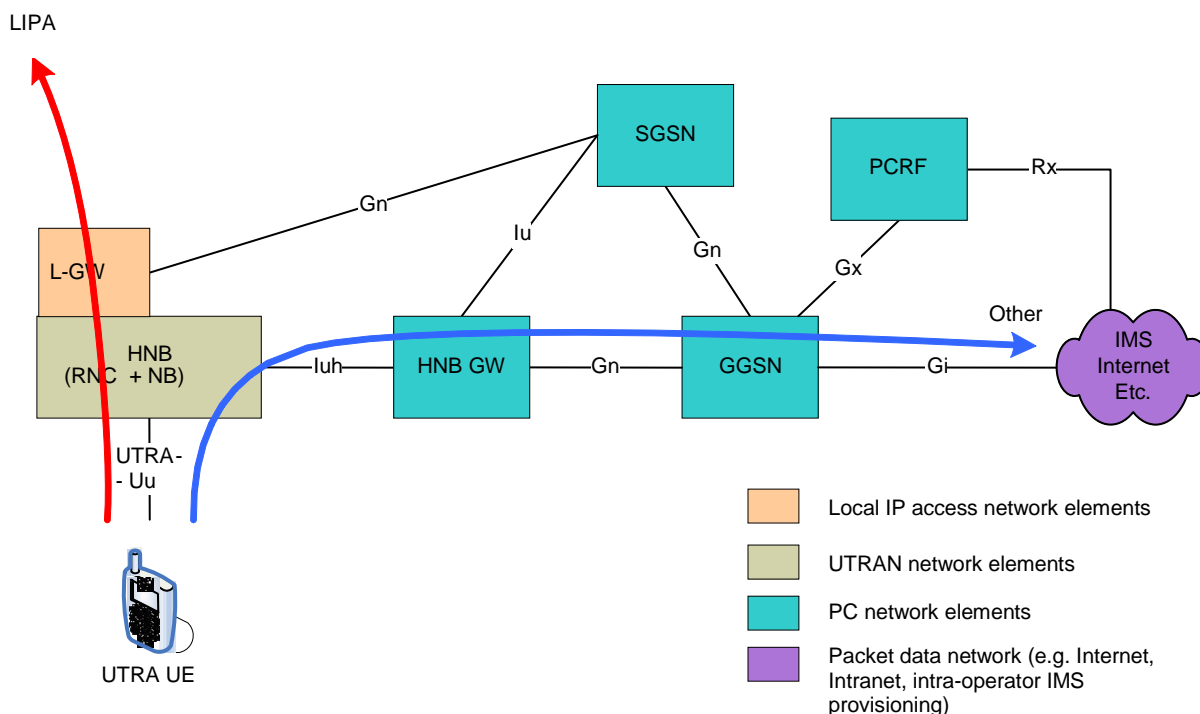 LIPA
SGSN
PCRF
Rx
Gn
Iu
Gn
Gx
L-GW
Other
HNB
(RNC + NB)
Iuh
HNB GW
Gn
GGSN
Gi
IMS
Internet
Etc.
UTRA-
- Uu
UTRA UE
Local IP access network elements
UTRAN network elements
PC network elements
Packet data network (e.g. Internet,
Intranet, intra-operator IMS
provisioning)